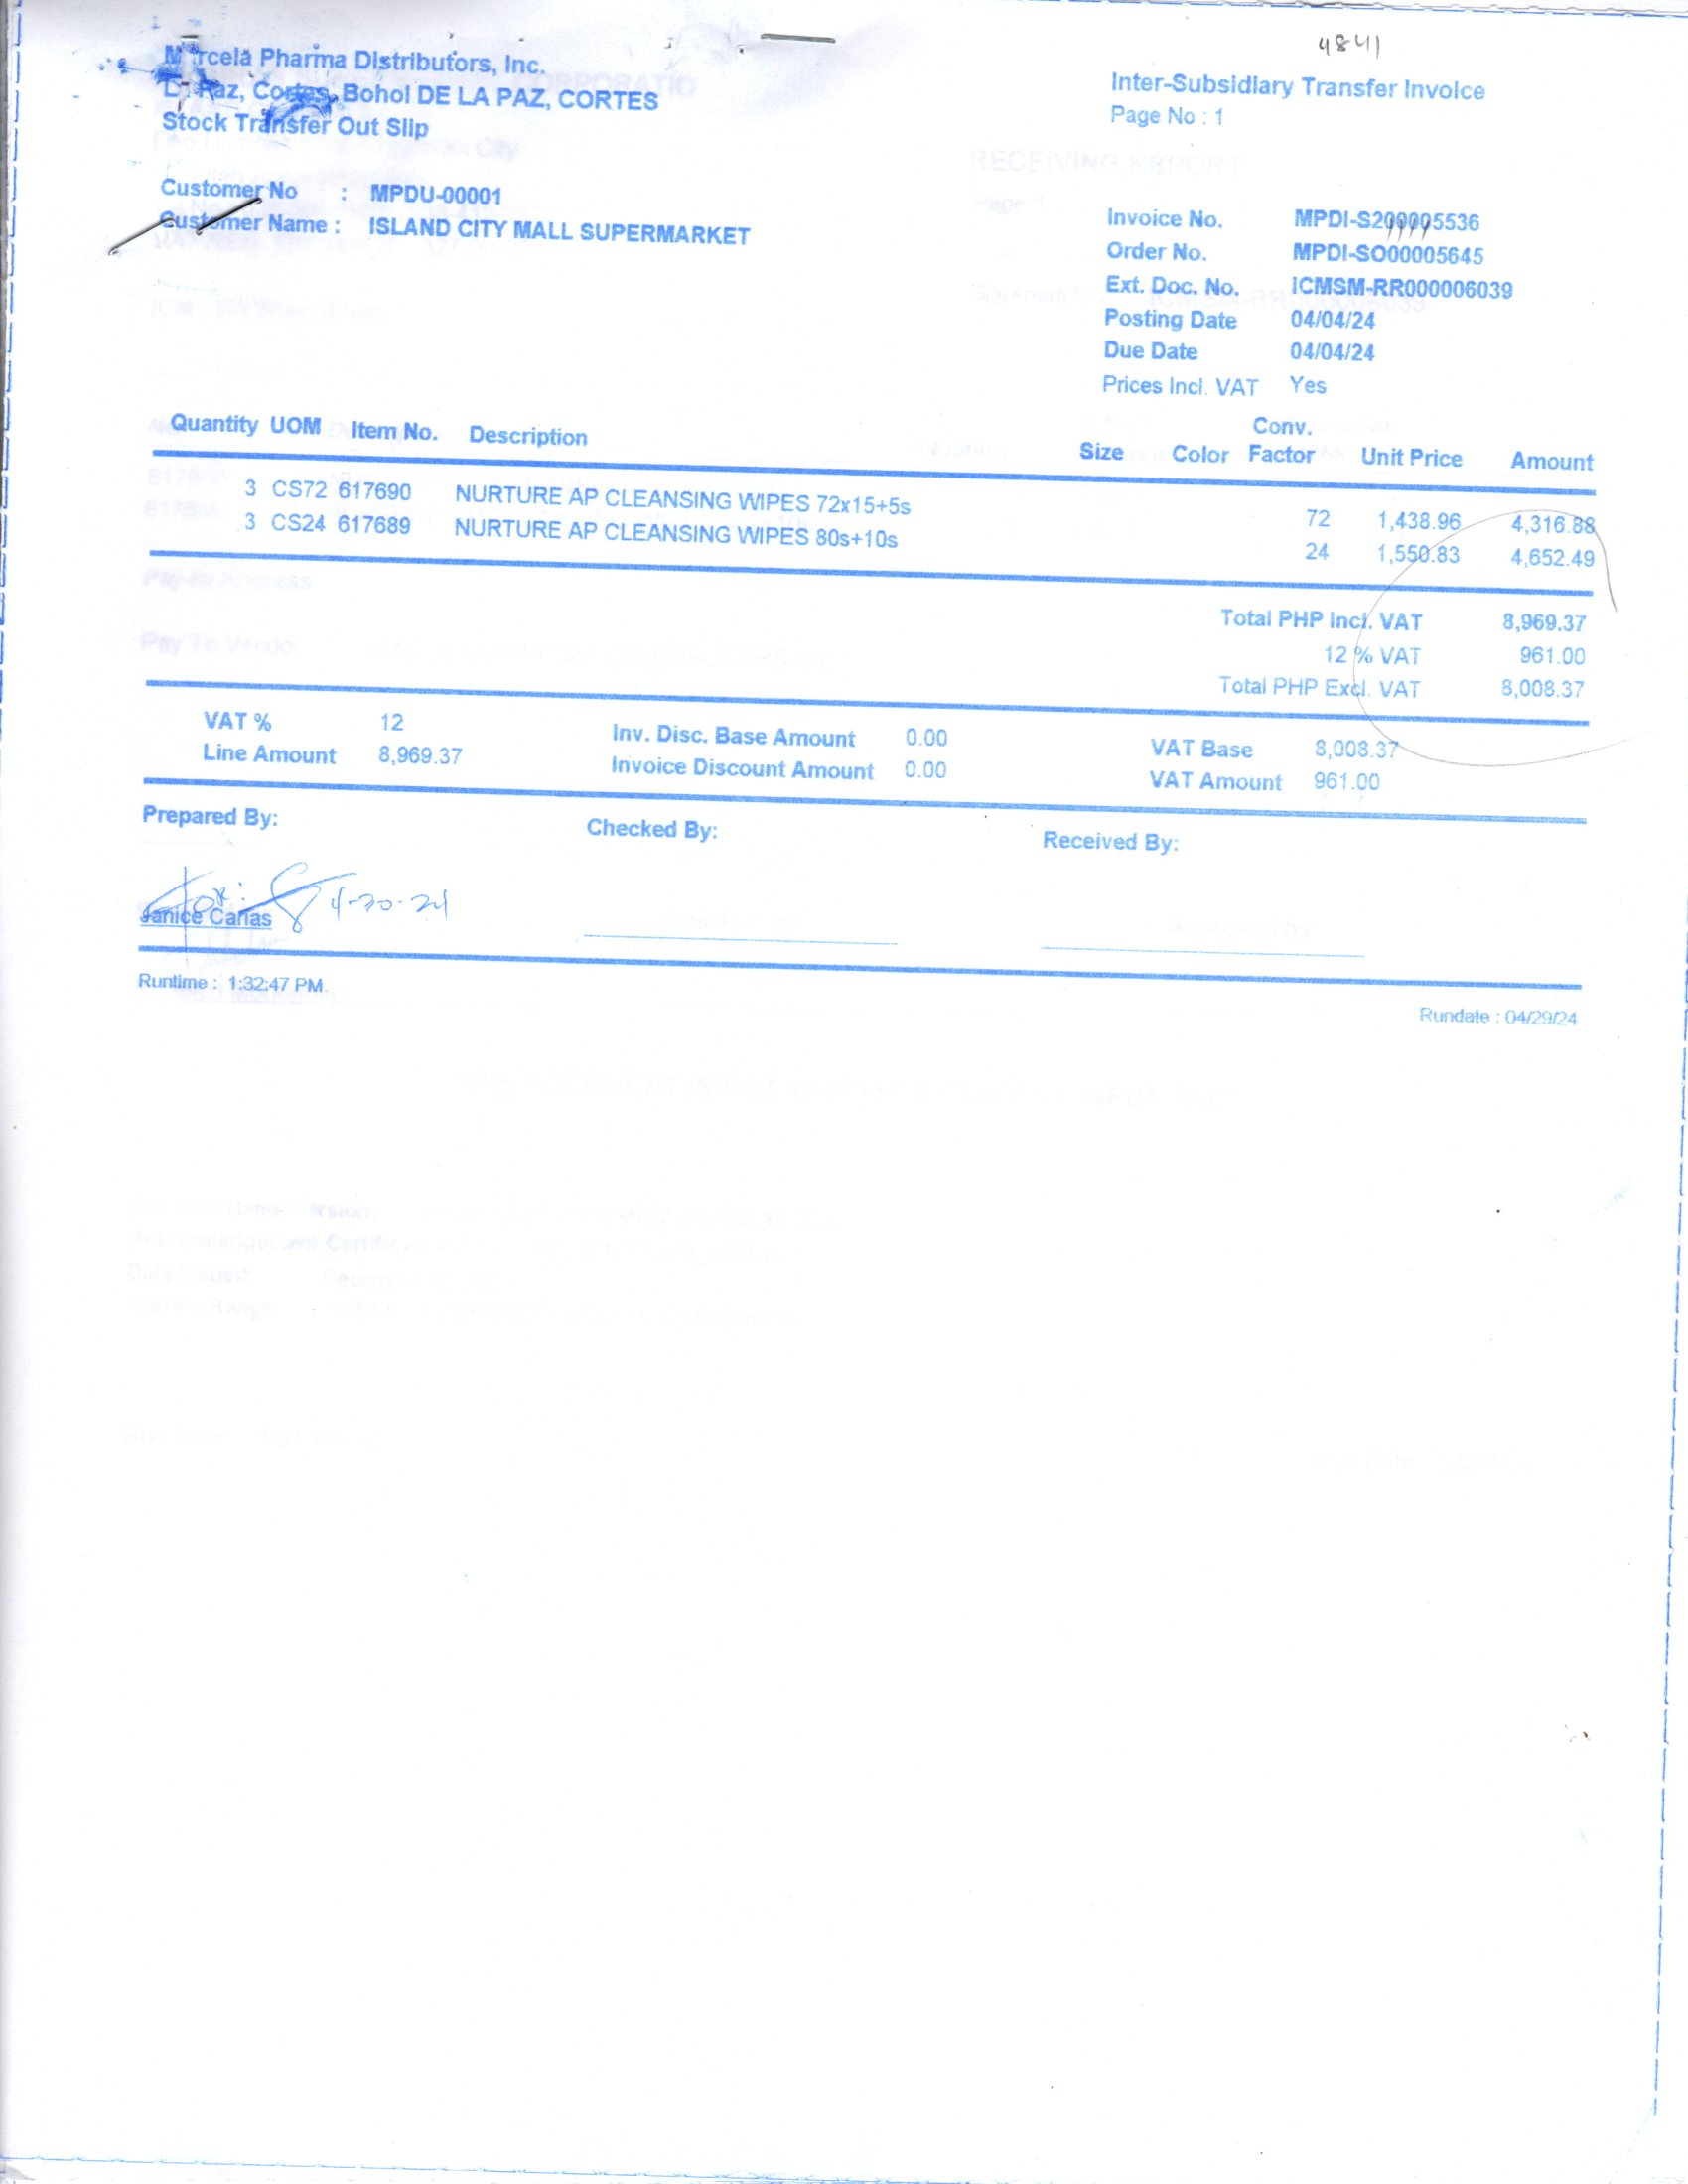 4841
Marcela Pharma Distributors, Inc.
Paz, Cortes, Bohol DE LA PAZ, CORTES
Stock Transfer Out Slip
Inter-Subsidiary Transfer Invoice
Page No : 1
Customer No : MPDU-00001
Customer Name : ISLAND CITY MALL SUPERMARKET
Invoice No. MPDI-S200005536
Order No. MPDI-SO00005645
Ext. Doc. No. ICMSM-RR000006039
Posting Date 04/04/24
Due Date 04/04/24
Prices Incl. VAT Yes
Quantity UOM Item No. Description Size Color Conv. Factor Unit Price Amount
3 CS72 617690 NURTURE AP CLEANSING WIPES 72x15+5s 72 1,438.96 4,316.88
3 CS24 617689 NURTURE AP CLEANSING WIPES 80s+10s 24 1,550.83 4,652.49
Total PHP Incl. VAT 8,969.37
12 % VAT 961.00
Total PHP Excl. VAT 8,008.37
VAT % 12 Inv. Disc. Base Amount 0.00 VAT Base 8,008.37
Line Amount 8,969.37 Invoice Discount Amount 0.00 VAT Amount 961.00
Prepared By: Checked By: Received By:
4-30-24
Janice Cañas
Runtime : 1:32:47 PM.
Rundate : 04/29/24
RECEIVING REPORT
Pay To Vendor